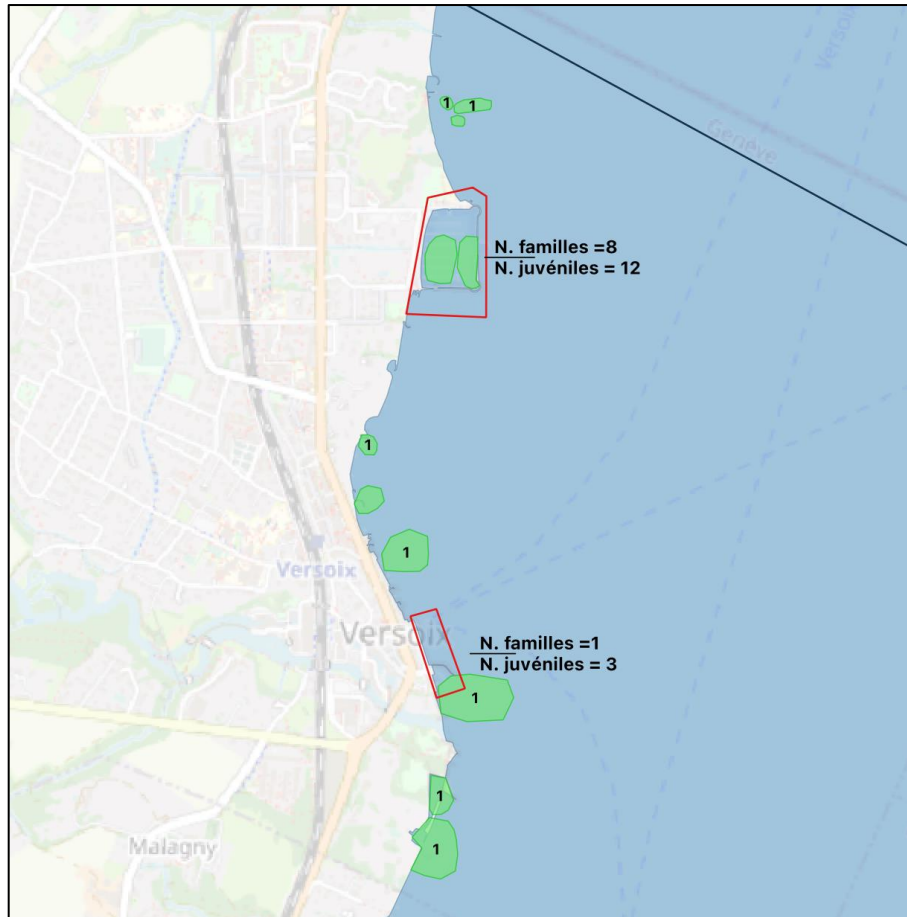 Versoix
Genève
1
1
N. familles =8
N. juvéniles = 12
1
1
Versoix
Versoix
N. familles =1
N. juvéniles = 3
1
1
Malagny
1